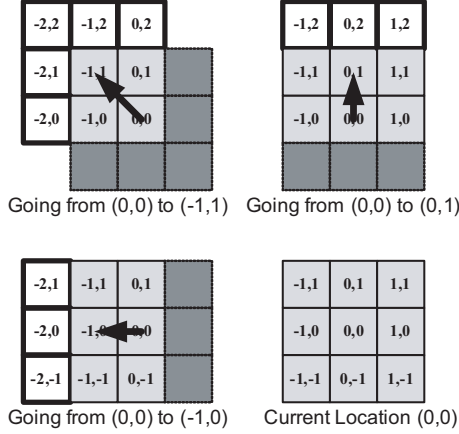 -2,2 -1,2 0,2
-2,1 -1,1 0,1
-2,0 -1,0 0,0
Going from (0,0) to (-1,1)
-1,2 0,2 1,2
-1,1 0,1 1,1
-1,0 0,0 1,0
Going from (0,0) to (0,1)
-2,1 -1,1 0,1
-2,0 -1,0 0,0
-2,-1 -1,-1 0,-1
Going from (0,0) to (-1,0)
-1,1 0,1 1,1
-1,0 0,0 1,0
-1,-1 0,-1 1,-1
Current Location (0,0)